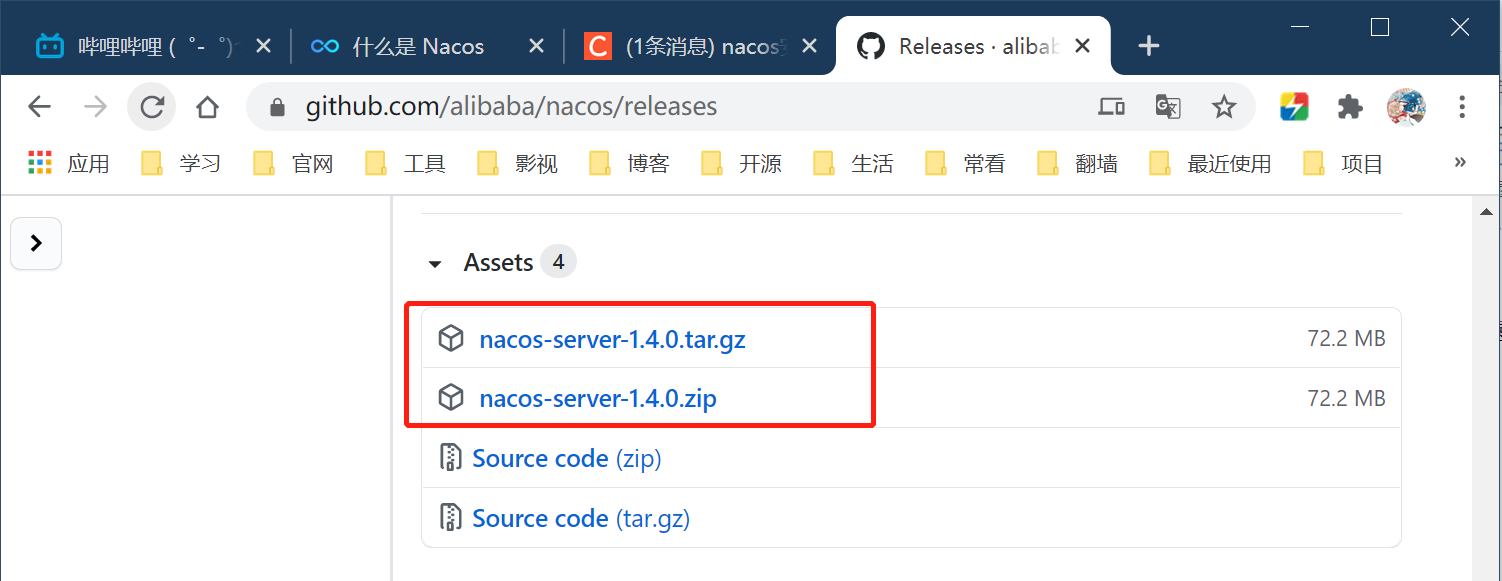 哔哩哔哩 ( ゜- ゜) 什么是 Nacos (1条消息) nacos Releases · alibab
github.com/alibaba/nacos/releases
应用 学习 官网 工具 影视 博客 开源 生活 常看 翻墙 最近使用 项目 »
Assets 4
nacos-server-1.4.0.tar.gz 72.2 MB
nacos-server-1.4.0.zip 72.2 MB
Source code (zip)
Source code (tar.gz)